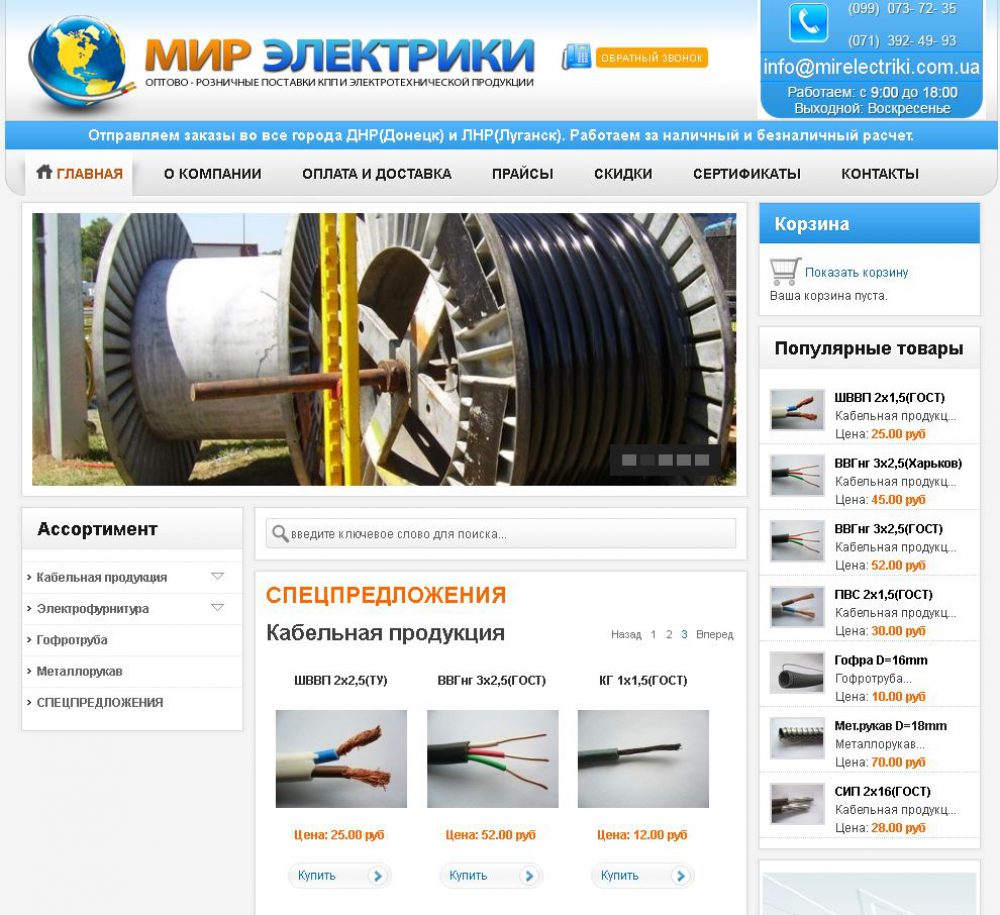 МИР ЭЛЕКТРИКИ
ОПТОВО - РОЗНИЧНЫЕ ПОСТАВКИ КПП И ЭЛЕКТРОТЕХНИЧЕСКОЙ ПРОДУКЦИИ
ОБРАТНЫЙ ЗВОНОК
(099) 073- 72- 35
(071) 392- 49- 93
info@mirelectriki.com.ua
Работаем: с 9:00 до 18:00
Выходной: Воскресенье
Отправляем заказы во все города ДНР(Донецк) и ЛНР(Луганск). Работаем за наличный и безналичный расчет.
ГЛАВНАЯ О КОМПАНИИ ОПЛАТА И ДОСТАВКА ПРАЙСЫ СКИДКИ СЕРТИФИКАТЫ КОНТАКТЫ
Корзина
Показать корзину
Ваша корзина пуста.
Популярные товары
ШВВП 2х1,5(ГОСТ)
Кабельная продукц...
Цена: 25.00 руб
ВВГнг 3х2,5(Харьков)
Кабельная продукц...
Цена: 45.00 руб
ВВГнг 3х2,5(ГОСТ)
Кабельная продукц...
Цена: 52.00 руб
ПВС 2х1,5(ГОСТ)
Кабельная продукц...
Цена: 30.00 руб
Гофра D=16mm
Гофротруба...
Цена: 10.00 руб
Мет.рукав D=18mm
Металлорукав...
Цена: 70.00 руб
СИП 2х16(ГОСТ)
Кабельная продукц...
Цена: 28.00 руб
Ассортимент
Кабельная продукция
Электрофурнитура
Гофротруба
Металлорукав
СПЕЦПРЕДЛОЖЕНИЯ
введите ключевое слово для поиска...
СПЕЦПРЕДЛОЖЕНИЯ
Кабельная продукция
Назад 1 2 3 Вперед
ШВВП 2х2,5(ТУ) ВВГнг 3х2,5(ГОСТ) КГ 1х1,5(ГОСТ)
Цена: 25.00 руб Цена: 52.00 руб Цена: 12.00 руб
Купить Купить Купить